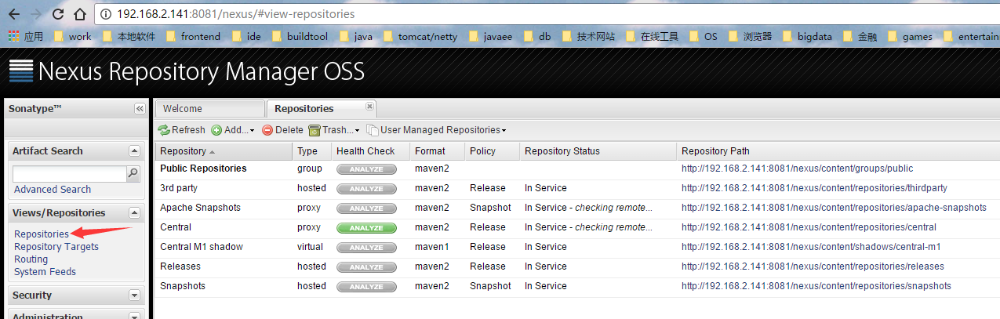 192.168.2.141:8081/nexus/#view-repositories
应用 work 本地软件 frontend ide buildtool java tomcat/netty javaee db 技术网站 在线工具 OS 浏览器 bigdata 金融 games entertain
Nexus Repository Manager OSS
Sonatype™ Welcome Repositories
Refresh Add... Delete Trash... User Managed Repositories
Artifact Search
Advanced Search
Views/Repositories
Repositories
Repository Targets
Routing
System Feeds
Security
Administration
Repository Type Health Check Format Policy Repository Status Repository Path
Public Repositories group ANALYZE maven2 http://192.168.2.141:8081/nexus/content/groups/public
3rd party hosted ANALYZE maven2 Release In Service http://192.168.2.141:8081/nexus/content/repositories/thirdparty
Apache Snapshots proxy ANALYZE maven2 Snapshot In Service - checking remote... http://192.168.2.141:8081/nexus/content/repositories/apache-snapshots
Central proxy ANALYZE maven2 Release In Service - checking remote... http://192.168.2.141:8081/nexus/content/repositories/central
Central M1 shadow virtual ANALYZE maven1 Release In Service http://192.168.2.141:8081/nexus/content/shadows/central-m1
Releases hosted ANALYZE maven2 Release In Service http://192.168.2.141:8081/nexus/content/repositories/releases
Snapshots hosted ANALYZE maven2 Snapshot In Service http://192.168.2.141:8081/nexus/content/repositories/snapshots